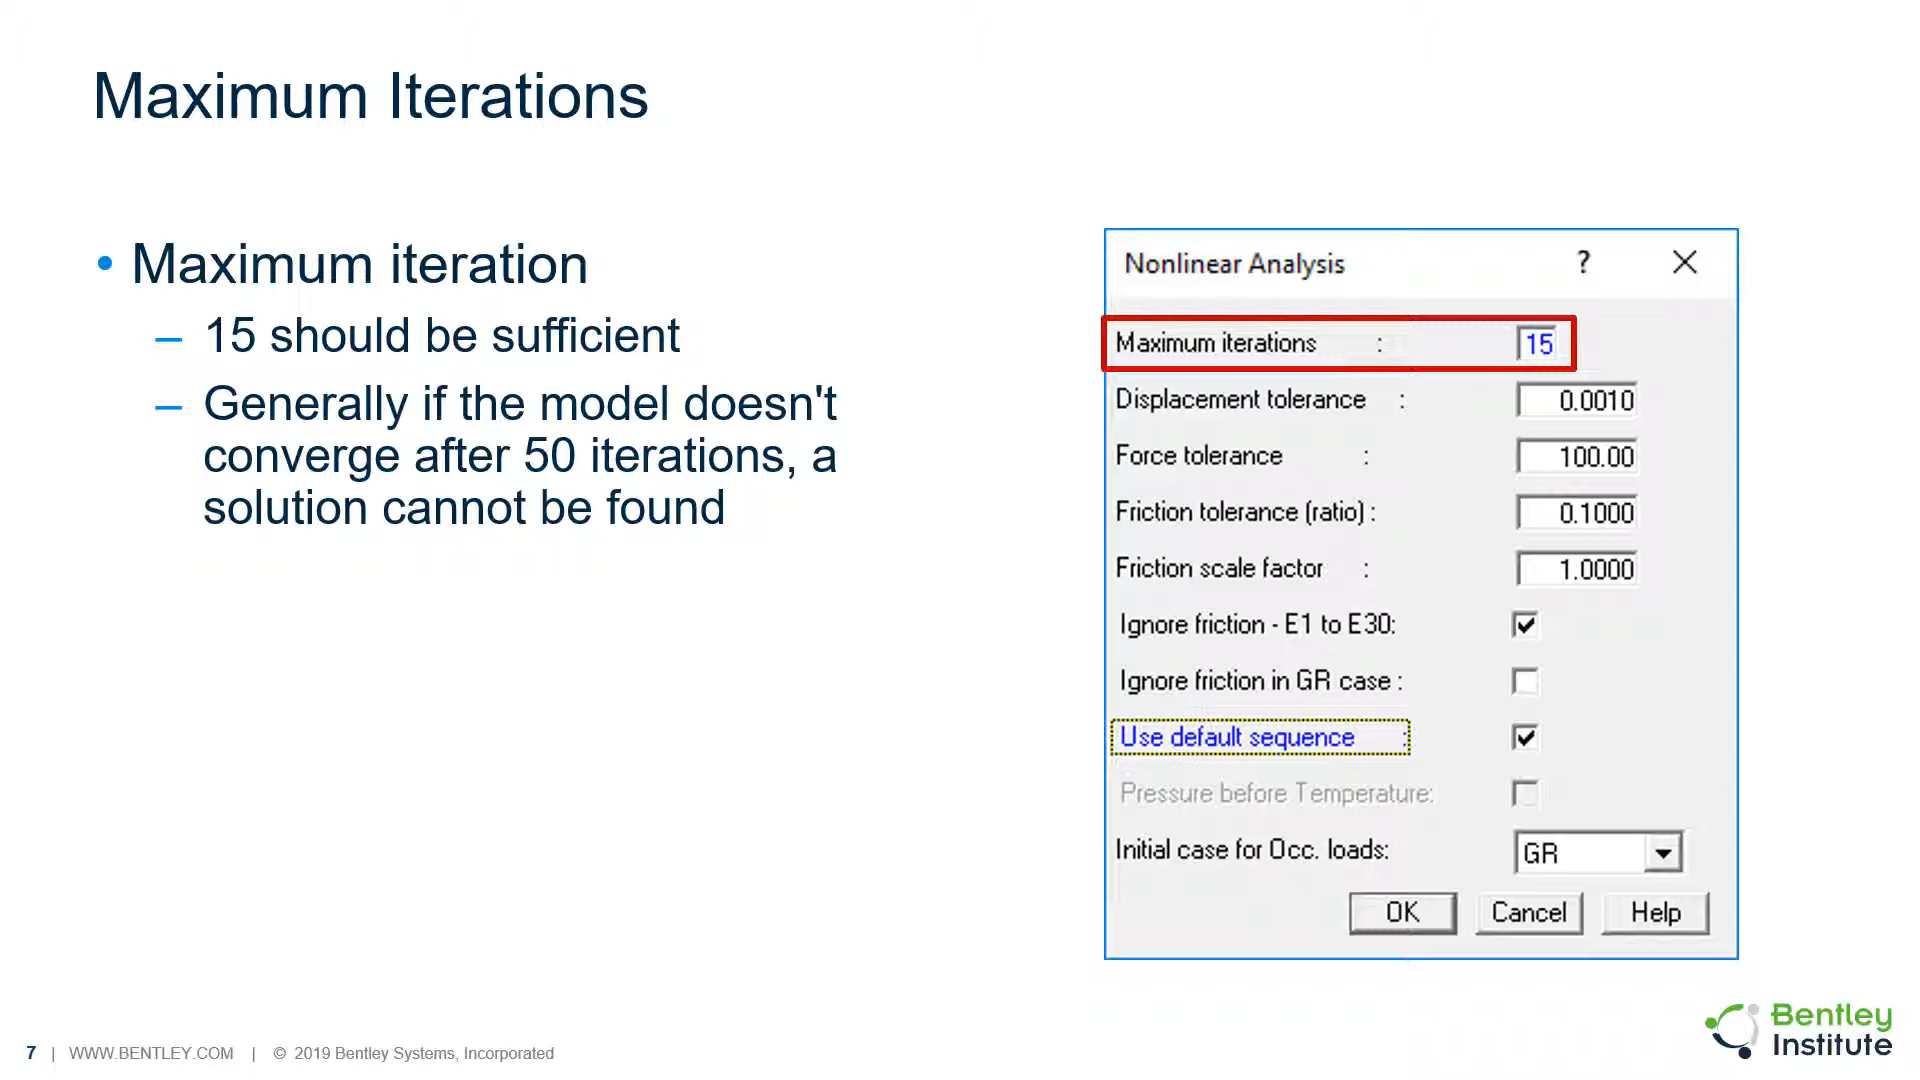 Maximum Iterations
• Maximum iteration
– 15 should be sufficient
– Generally if the model doesn't
converge after 50 iterations, a
solution cannot be found
Nonlinear Analysis ?
Maximum iterations : 15
Displacement tolerance : 0.0010
Force tolerance : 100.00
Friction tolerance (ratio) : 0.1000
Friction scale factor : 1.0000
Ignore friction - E1 to E30:
Ignore friction in GR case :
Use default sequence :
Pressure before Temperature:
Initial case for Occ. loads: GR
OK Cancel Help
Bentley
Institute
7 | WWW.BENTLEY.COM | © 2019 Bentley Systems, Incorporated